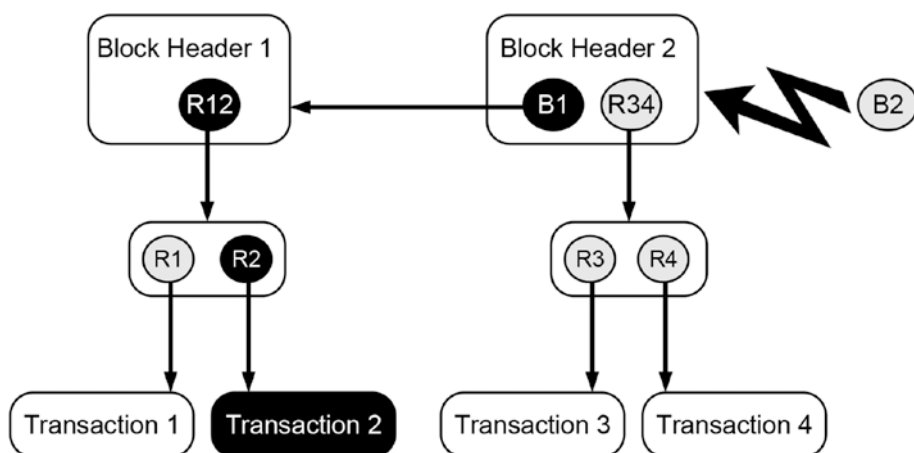 Block Header 1
Block Header 2
R12
B1
R34
B2
R1
R2
R3
R4
Transaction 1
Transaction 2
Transaction 3
Transaction 4